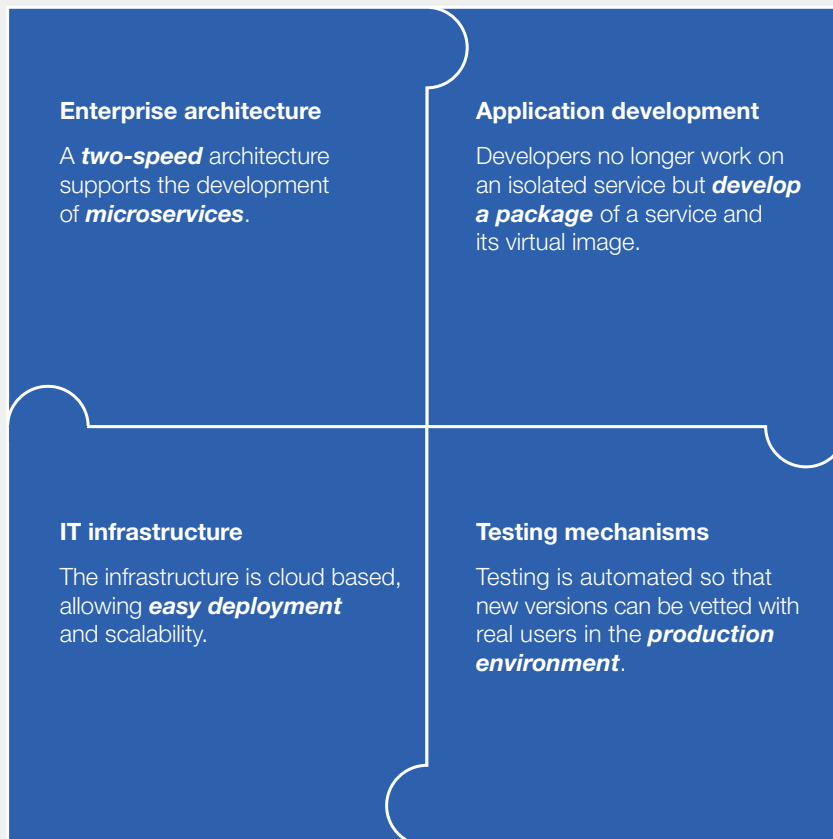 Enterprise architecture
A two-speed architecture
supports the development
of microservices.
Application development
Developers no longer work on
an isolated service but develop
a package of a service and
its virtual image.
IT infrastructure
The infrastructure is cloud based,
allowing easy deployment
and scalability.
Testing mechanisms
Testing is automated so that
new versions can be vetted with
real users in the production
environment.